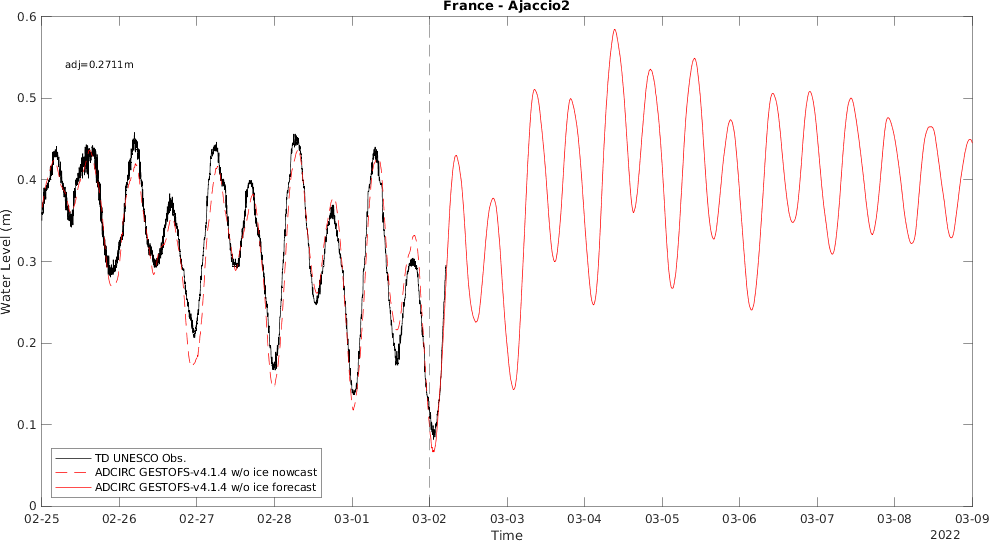 France - Ajaccio2
adj=0.2711m
0.6
0.5
0.4
0.3
0.2
0.1
0
Water Level (m)
TD UNESCO Obs.
ADCIRC GESTOFS-v4.1.4 w/o ice nowcast
ADCIRC GESTOFS-v4.1.4 w/o ice forecast
02-25 02-26 02-27 02-28 03-01 03-02 03-03 03-04 03-05 03-06 03-07 03-08 03-09
Time
2022